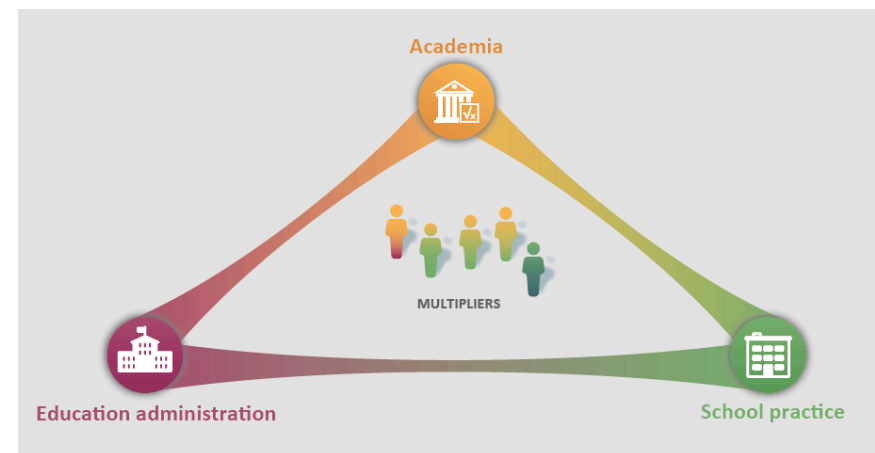 Academia
√x
MULTIPLIERS
Education administration
School practice